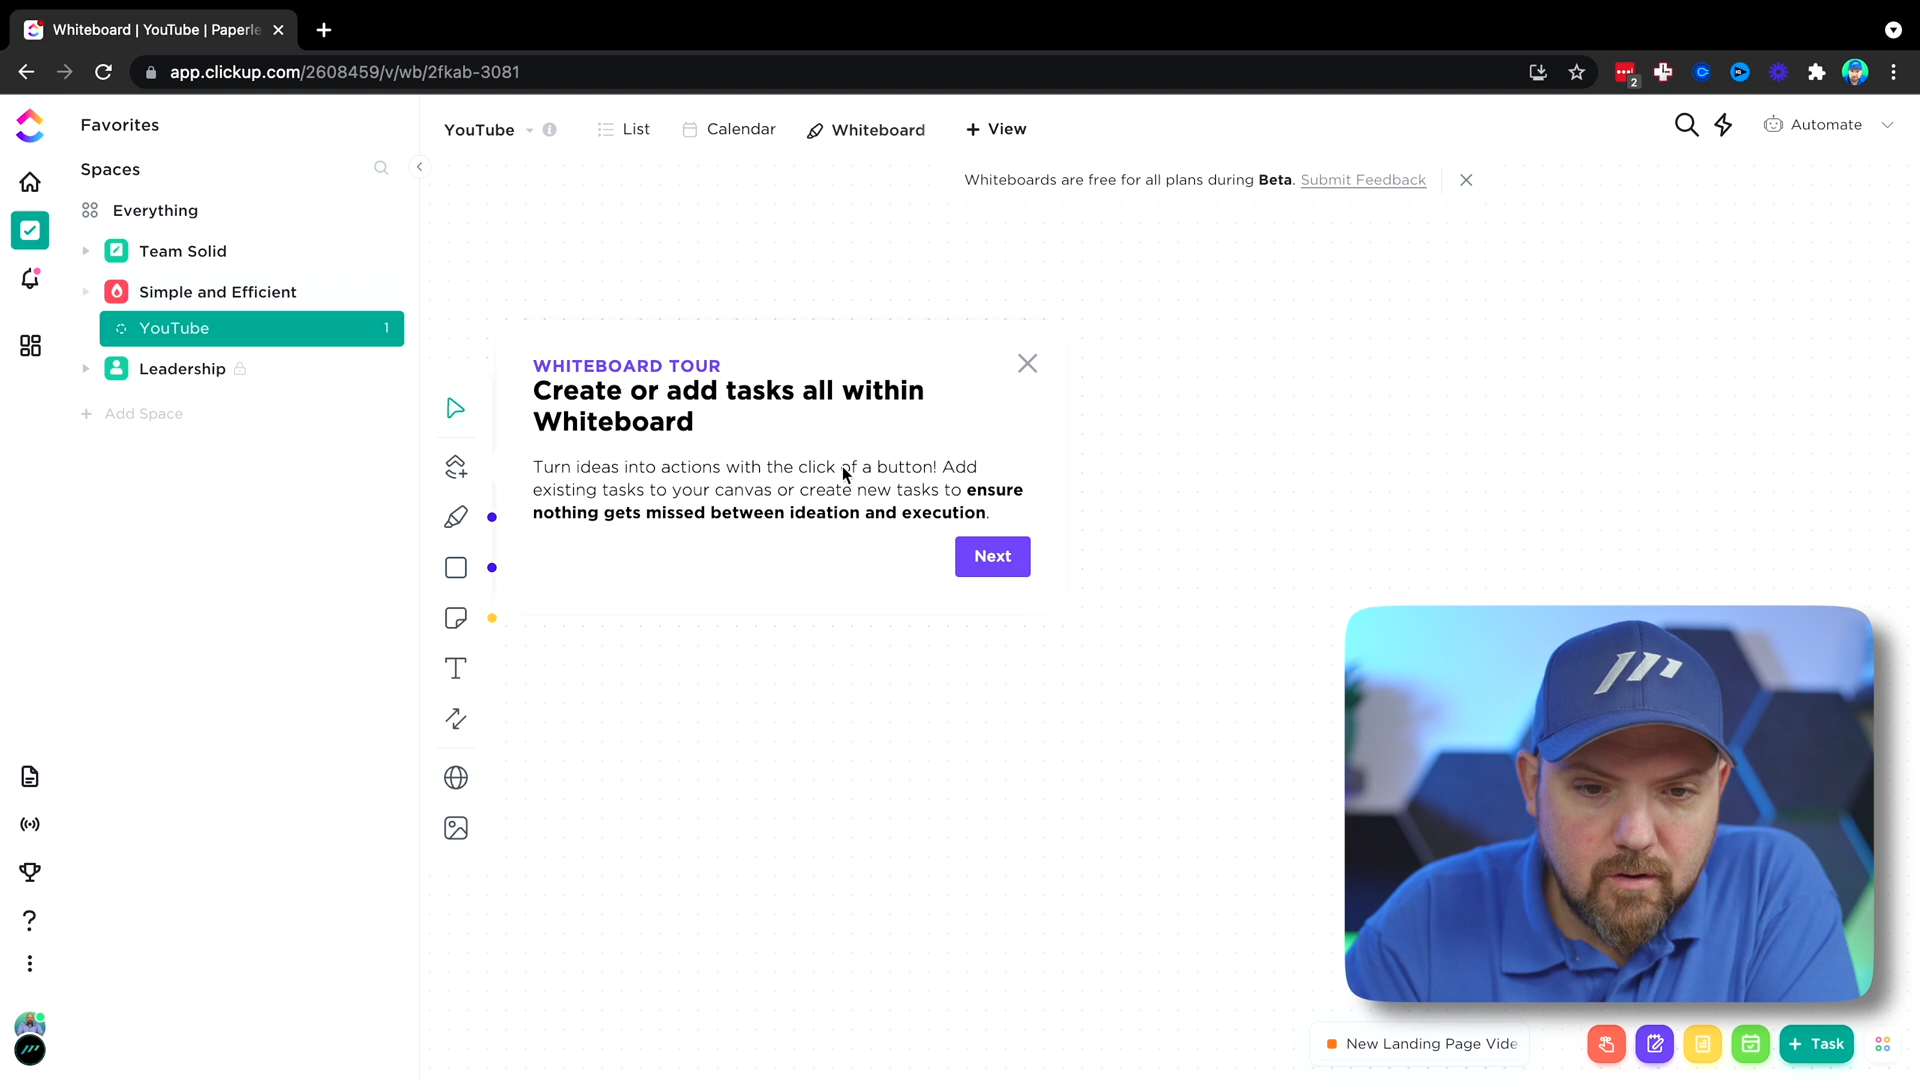 Whiteboard | YouTube | Paperle
app.clickup.com/2608459/v/wb/2fkab-3081
2
Favorites
Spaces
Everything
Team Solid
Simple and Efficient
YouTube 1
Leadership
+ Add Space
YouTube
List
Calendar
Whiteboard
+ View
Automate
Whiteboards are free for all plans during Beta. Submit Feedback
WHITEBOARD TOUR
Create or add tasks all within
Whiteboard
Turn ideas into actions with the click of a button! Add
existing tasks to your canvas or create new tasks to ensure
nothing gets missed between ideation and execution.
Next
New Landing Page Vide
+ Task